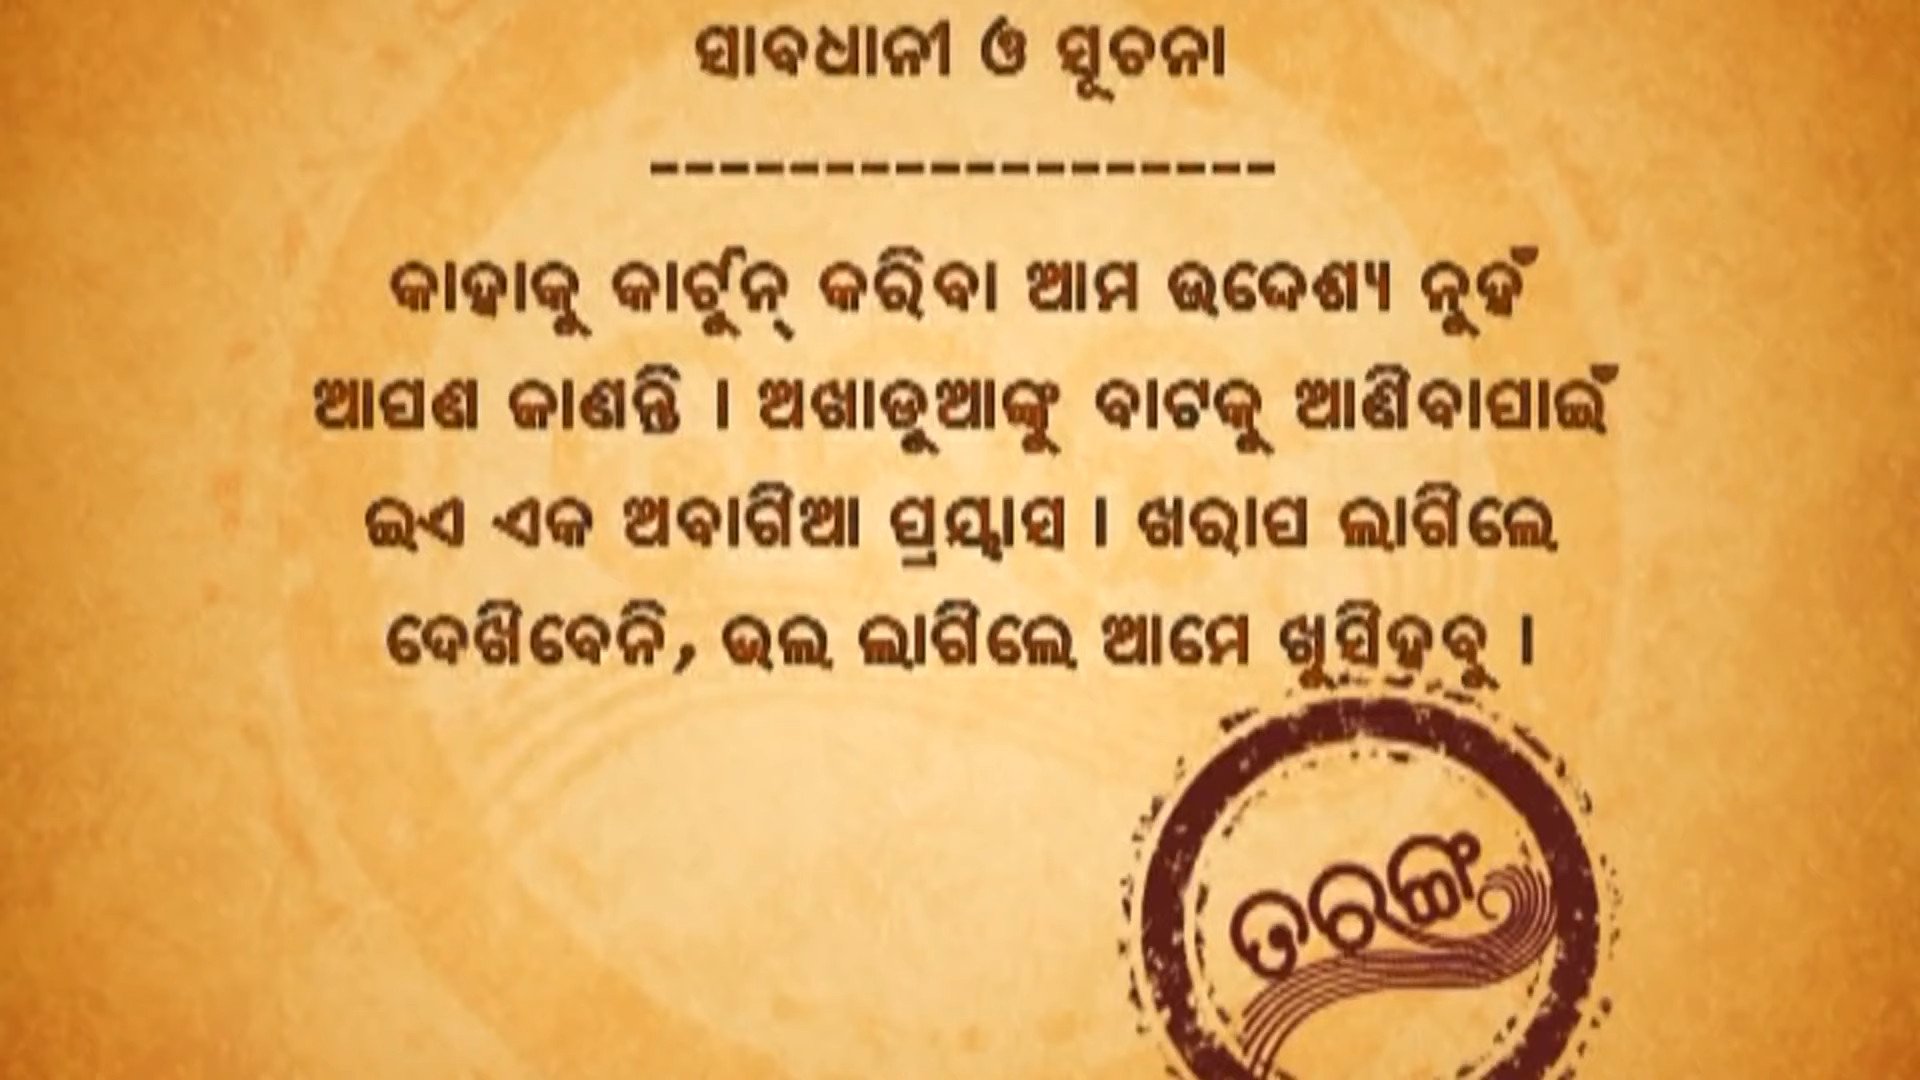 ସାବଧାନୀ ଓ ସୂଚନା
------------------
କାହାକୁ କାର୍ଟୁନ୍ କରିବା ଆମ ଉଦ୍ଦେଶ୍ୟ ନୁହଁ
ଆପଣ ଜାଣନ୍ତି । ଅଖାଡୁଆଙ୍କୁ ବାଟକୁ ଆଣିବାପାଇଁ
ଇଏ ଏକ ଅବାଗିଆ ପ୍ରୟାସ । ଖରାପ ଲାଗିଲେ
ଦେଖିବେନି, ଭଲ ଲାଗିଲେ ଆମେ ଖୁସିହବୁ ।
ତରଙ୍ଗ